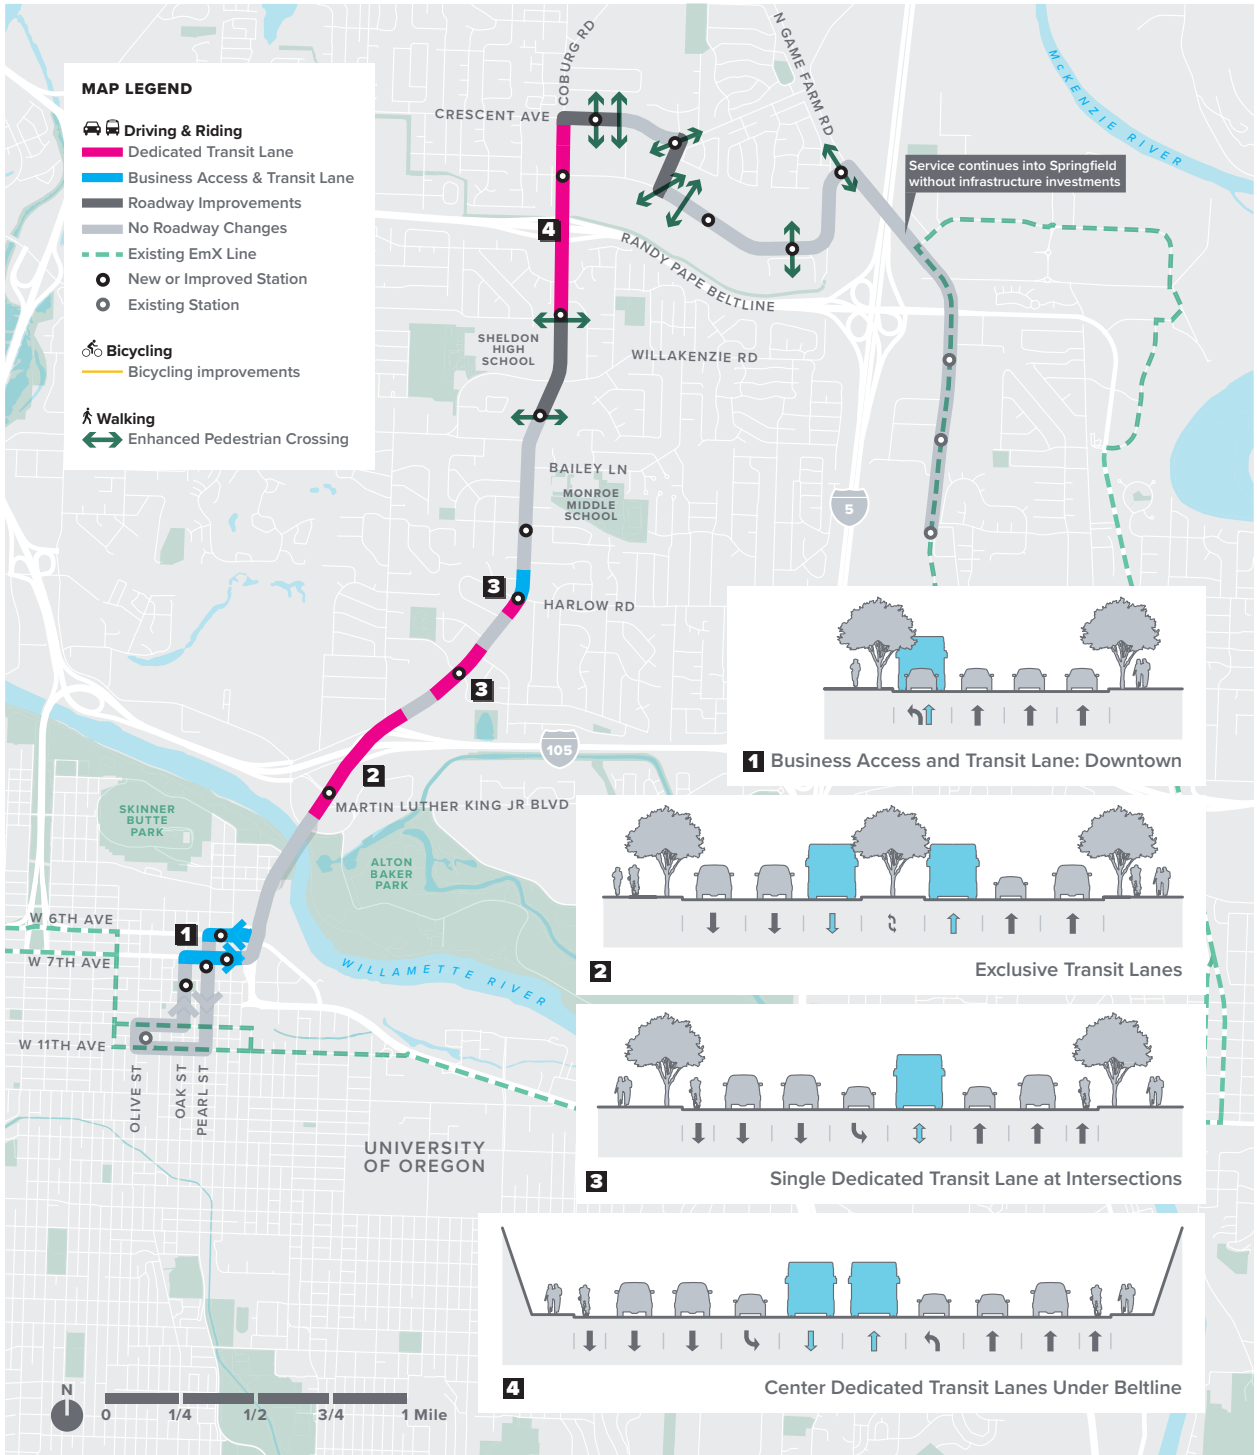 MAP LEGEND
Driving & Riding
Dedicated Transit Lane
Business Access & Transit Lane
Roadway Improvements
No Roadway Changes
Existing EmX Line
New or Improved Station
Existing Station
Bicycling
Bicycling improvements
Walking
Enhanced Pedestrian Crossing
COBURG RD
CRESCENT AVE
N GAME FARM RD
McKENZIE RIVER
Service continues into Springfield
without infrastructure investments
4
RANDY PAPE BELTLINE
SHELDON
HIGH
SCHOOL
WILLAKENZIE RD
BAILEY LN
MONROE
MIDDLE
SCHOOL
5
3
HARLOW RD
3
105
2
MARTIN LUTHER KING JR BLVD
SKINNER
BUTTE
PARK
ALTON
BAKER
PARK
W 6TH AVE
1
W 7TH AVE
WILLAMETTE RIVER
W 11TH AVE
OLIVE ST
OAK ST
PEARL ST
UNIVERSITY
OF OREGON
1 Business Access and Transit Lane: Downtown
2 Exclusive Transit Lanes
3 Single Dedicated Transit Lane at Intersections
4 Center Dedicated Transit Lanes Under Beltline
N
0 1/4 1/2 3/4 1 Mile